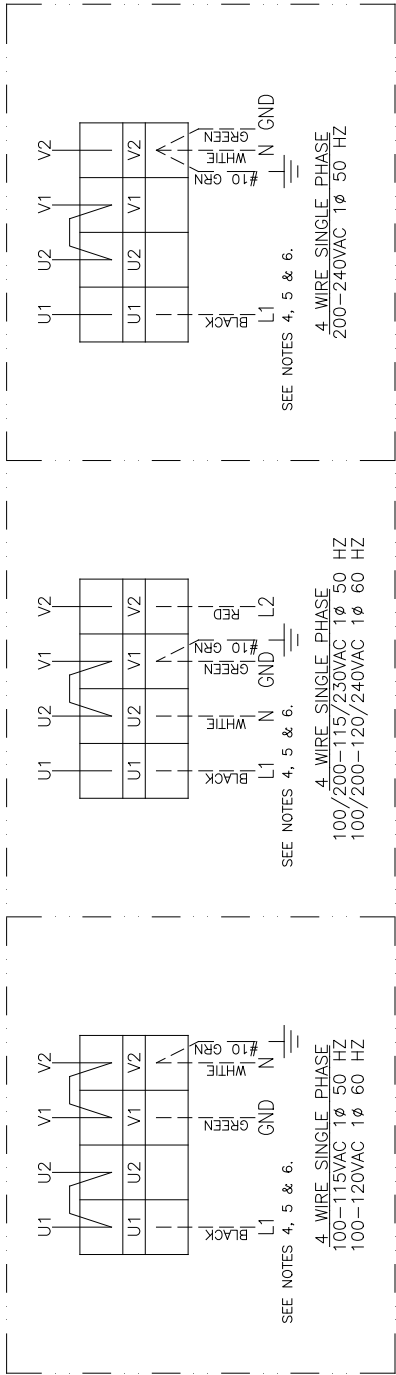 U1 U2 V1 V2
U1 U2 V1 V2
BLACK GREEN WHTIE #10 GRN
L1 GND N
SEE NOTES 4, 5 & 6.
4 WIRE SINGLE PHASE
100-115VAC 1ø 50 HZ
100-120VAC 1ø 60 HZ
U1 U2 V1 V2
U1 U2 V1 V2
BLACK WHTIE GREEN #10 GRN RED
L1 N GND L2
SEE NOTES 4, 5 & 6.
4 WIRE SINGLE PHASE
100/200-115/230VAC 1ø 50 HZ
100/200-120/240VAC 1ø 60 HZ
U1 U2 V1 V2
U1 U2 V1 V2
BLACK #10 GRN WHTIE GREEN
L1 N GND
SEE NOTES 4, 5 & 6.
4 WIRE SINGLE PHASE
200-240VAC 1ø 50 HZ